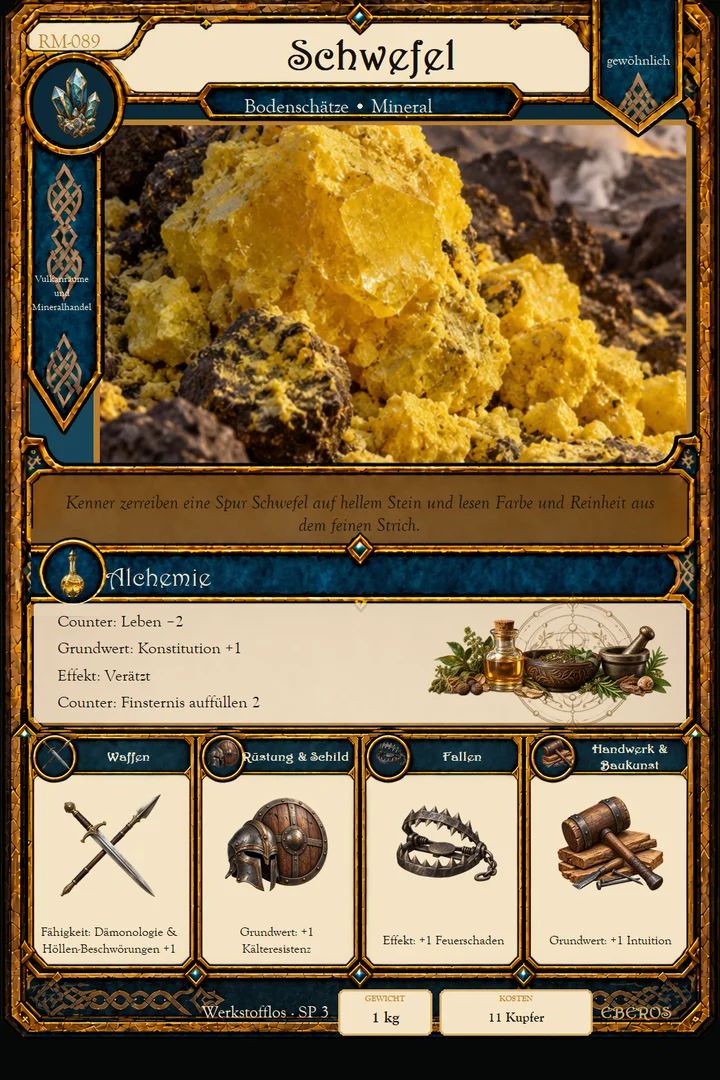 RM-089
Schwefel
gewöhnlich
Bodenschätze • Mineral
Vulkanräume
und
Mineralhandel
Kenner zerreiben eine Spur Schwefel auf hellem Stein und lesen Farbe und Reinheit aus
dem feinen Strich.
Alchemie
Counter: Leben −2
Grundwert: Konstitution +1
Effekt: Verätzt
Counter: Finsternis auffüllen 2
Waffen
Rüstung & Schild
Fallen
Handwerk &
Baukunst
Fähigkeit: Dämonologie &
Höllen-Beschwörungen +1
Grundwert: +1
Kälteresistenz
Effekt: +1 Feuerschaden
Grundwert: +1 Intuition
Werkstofflos · SP 3
GEWICHT
1 kg
KOSTEN
11 Kupfer
EBEROS